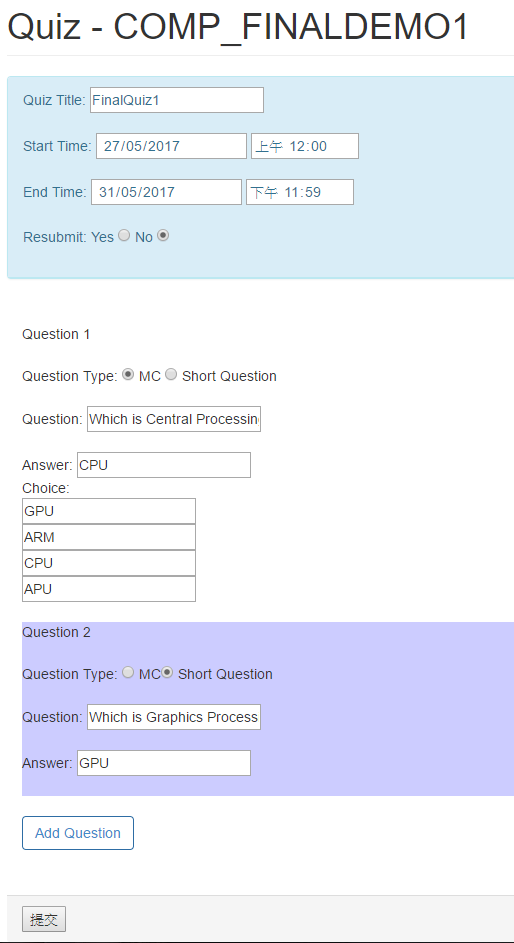 Quiz - COMP_FINALDEMO1
Quiz Title: FinalQuiz1
Start Time: 27/05/2017 上午 12:00
End Time: 31/05/2017 下午 11:59
Resubmit: Yes No
Question 1
Question Type: MC Short Question
Question: Which is Central Processin
Answer: CPU
Choice:
GPU
ARM
CPU
APU
Question 2
Question Type: MC Short Question
Question: Which is Graphics Process
Answer: GPU
Add Question
提交